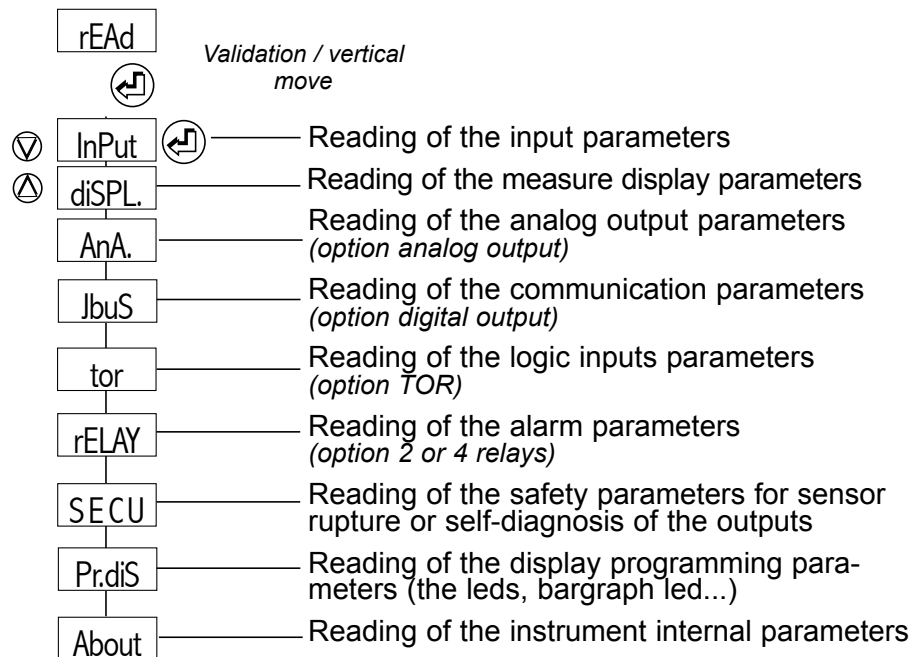 rEAd
Validation / vertical
move
InPut
Reading of the input parameters
diSPL.
Reading of the measure display parameters
AnA.
Reading of the analog output parameters
(option analog output)
JbuS
Reading of the communication parameters
(option digital output)
tor
Reading of the logic inputs parameters
(option TOR)
rELAY
Reading of the alarm parameters
(option 2 or 4 relays)
SECU
Reading of the safety parameters for sensor
rupture or self-diagnosis of the outputs
Pr.diS
Reading of the display programming para-
meters (the leds, bargraph led...)
About
Reading of the instrument internal parameters